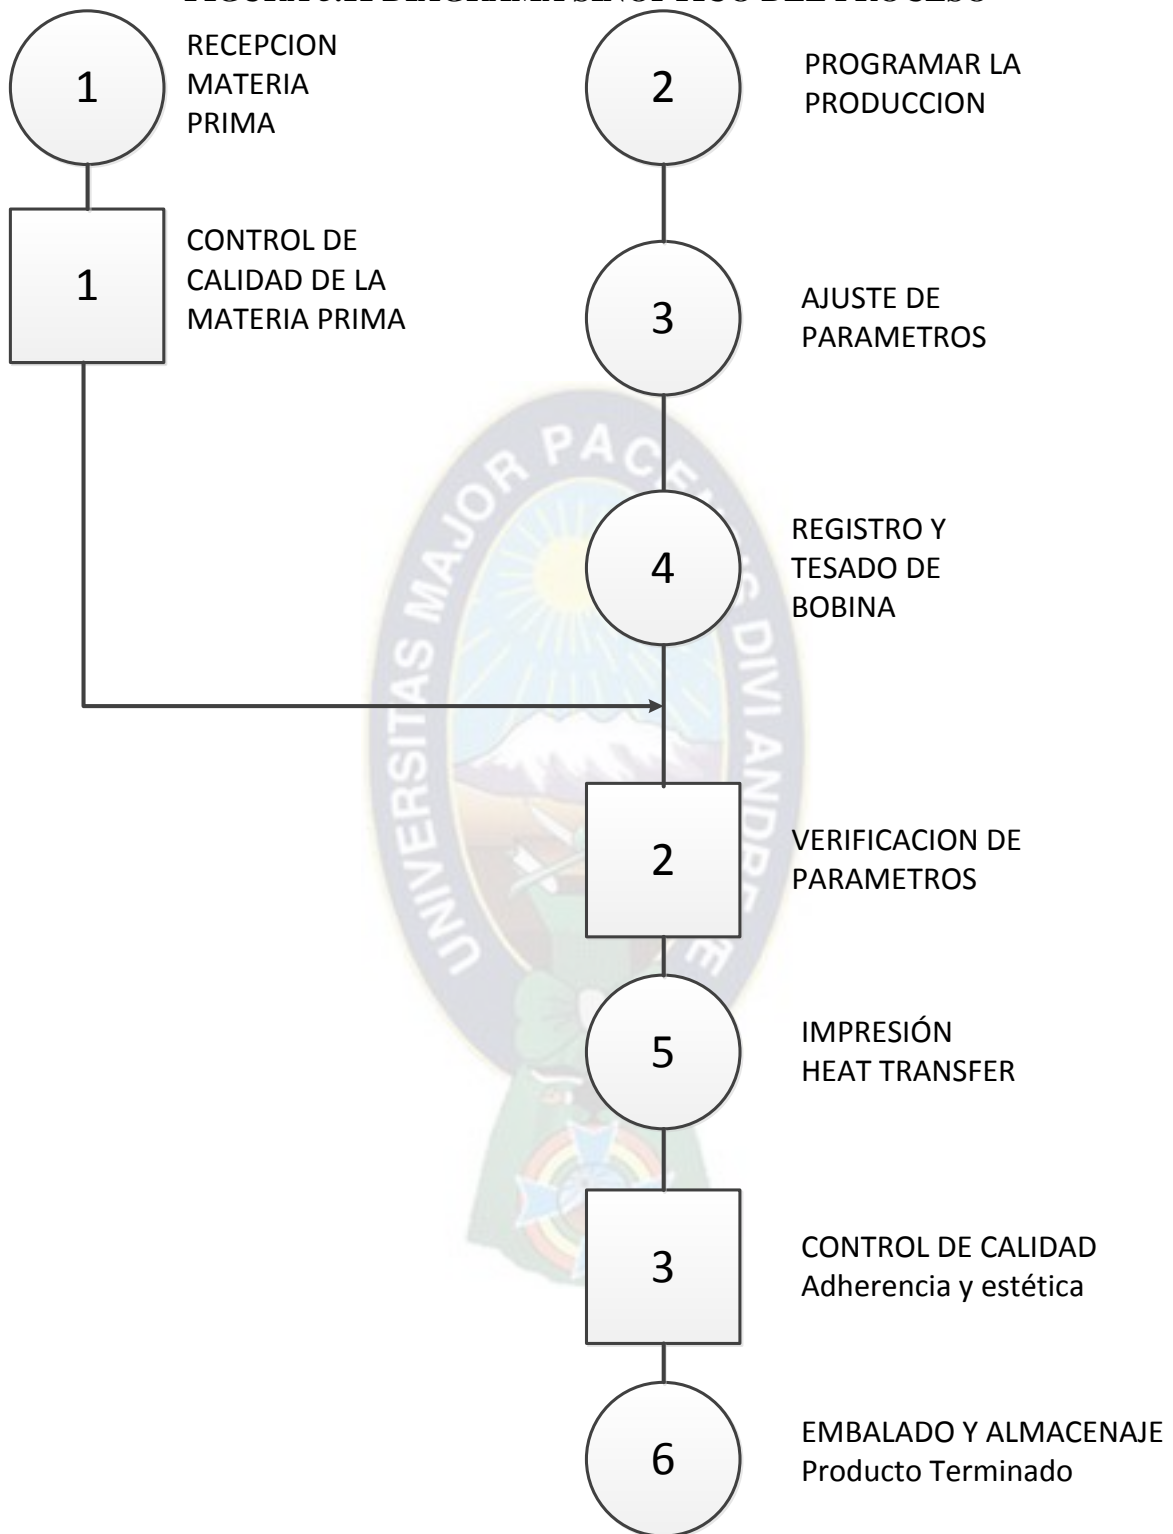 1
RECEPCION
MATERIA
PRIMA
1
CONTROL DE
CALIDAD DE LA
MATERIA PRIMA
2
PROGRAMAR LA
PRODUCCION
3
AJUSTE DE
PARAMETROS
4
REGISTRO Y
TESADO DE
BOBINA
2
VERIFICACION DE
PARAMETROS
5
IMPRESIÓN
HEAT TRANSFER
3
CONTROL DE CALIDAD
Adherencia y estética
6
EMBALADO Y ALMACENAJE
Producto Terminado
UNIVERSITAS MAJOR